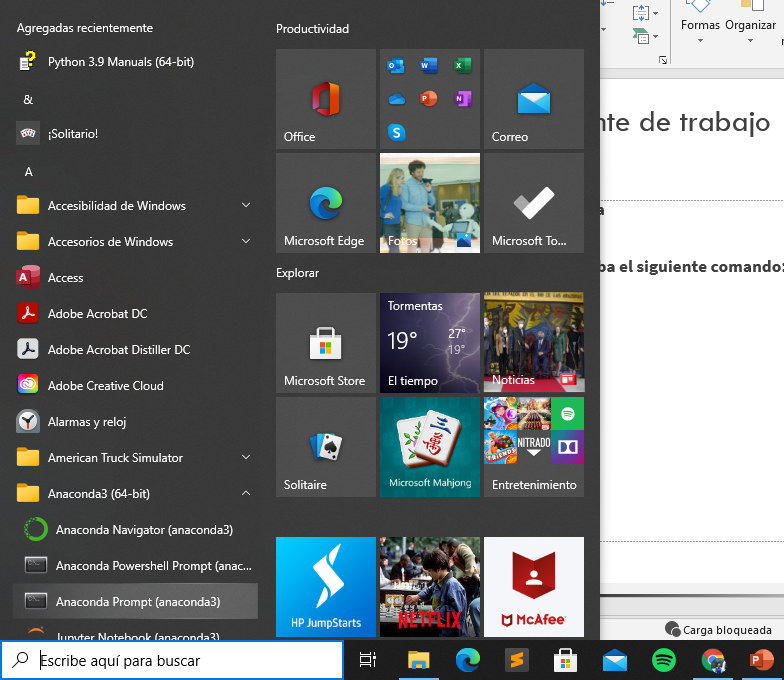 Agregadas recientemente
Python 3.9 Manuals (64-bit)
&
¡Solitario!
A
Accesibilidad de Windows
Accesorios de Windows
Access
Adobe Acrobat DC
Adobe Acrobat Distiller DC
Adobe Creative Cloud
Alarmas y reloj
American Truck Simulator
Anaconda3 (64-bit)
Anaconda Navigator (anaconda3)
Anaconda Powershell Prompt (anac...
Anaconda Prompt (anaconda3)
Jupyter Notebook (anaconda3)
Escribe aquí para buscar
Productividad
Office
Correo
Microsoft Edge
Fotos
Microsoft To...
Explorar
Microsoft Store
Tormentas
19° 27°
19°
El tiempo
Noticias
Solitaire
Microsoft Mahjong
NITRADO
Entretenimiento
HP JumpStarts
NETFLIX
McAfee
Formas Organizar
nte de trabajo
a
ba el siguiente comando:
Carga bloqueada